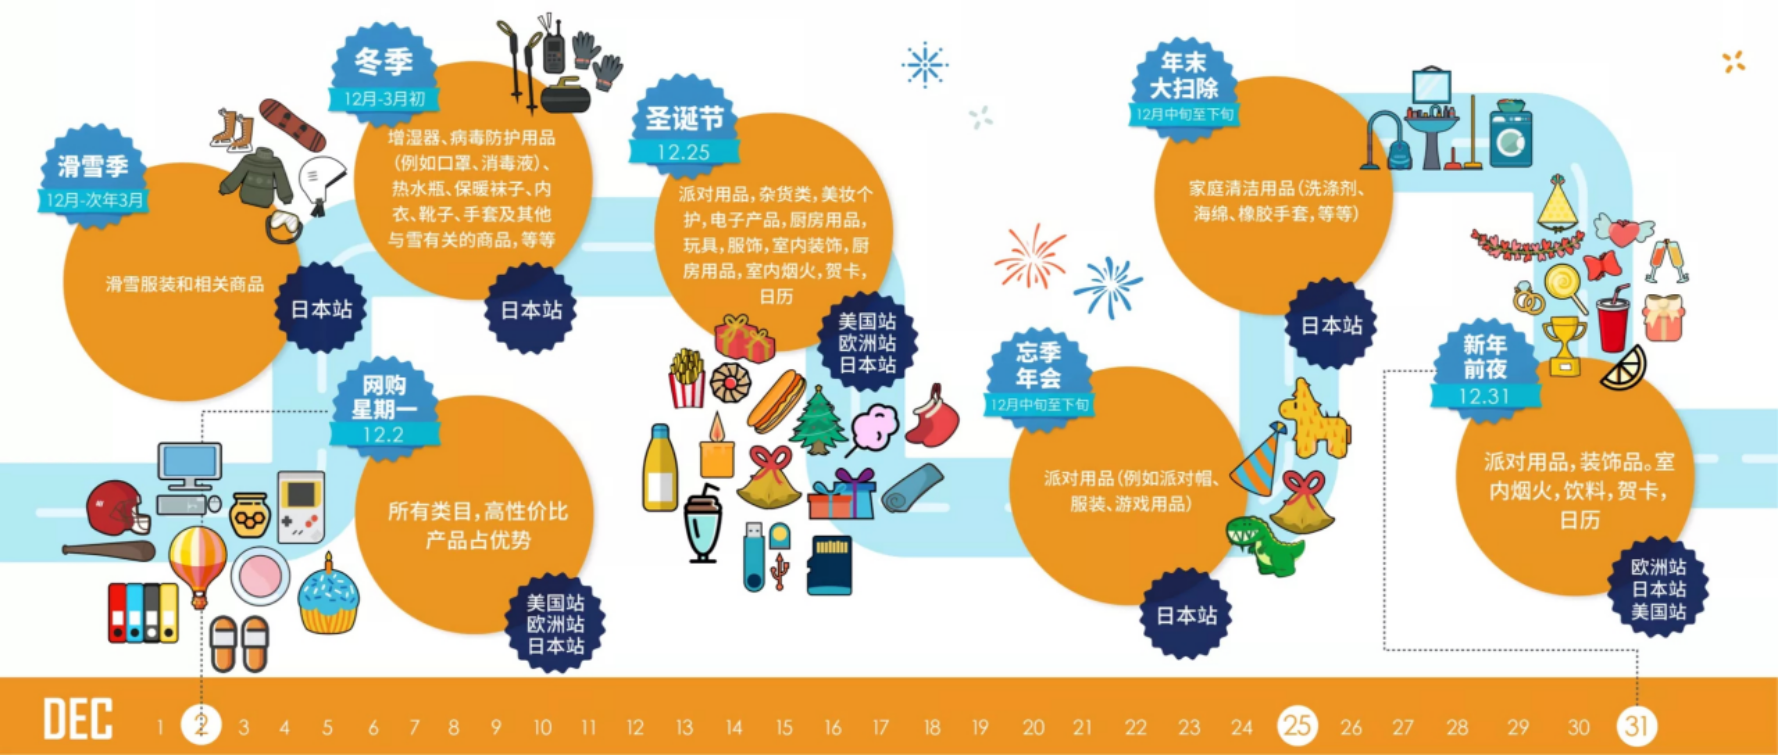 滑雪季
12月-次年3月
滑雪服装和相关商品
日本站
冬季
12月-3月初
增湿器、病毒防护用品
(例如口罩、消毒液)、
热水瓶、保暖袜子、内
衣、靴子、手套及其他
与雪有关的商品,等等
日本站
网购
星期一
12.2
所有类目,高性价比
产品占优势
美国站
欧洲站
日本站
圣诞节
12.25
派对用品,杂货类,美妆个
护,电子产品,厨房用品,
玩具,服饰,室内装饰,厨
房用品,室内烟火,贺卡,
日历
美国站
欧洲站
日本站
忘季
年会
12月中旬至下旬
派对用品(例如派对帽、
服装、游戏用品)
日本站
年末
大扫除
12月中旬至下旬
家庭清洁用品(洗涤剂、
海绵、橡胶手套,等等)
日本站
新年
前夜
12.31
派对用品,装饰品。室
内烟火,饮料,贺卡,
日历
欧洲站
日本站
美国站
DEC 1 2 3 4 5 6 7 8 9 10 11 12 13 14 15 16 17 18 19 20 21 22 23 24 25 26 27 28 29 30 31